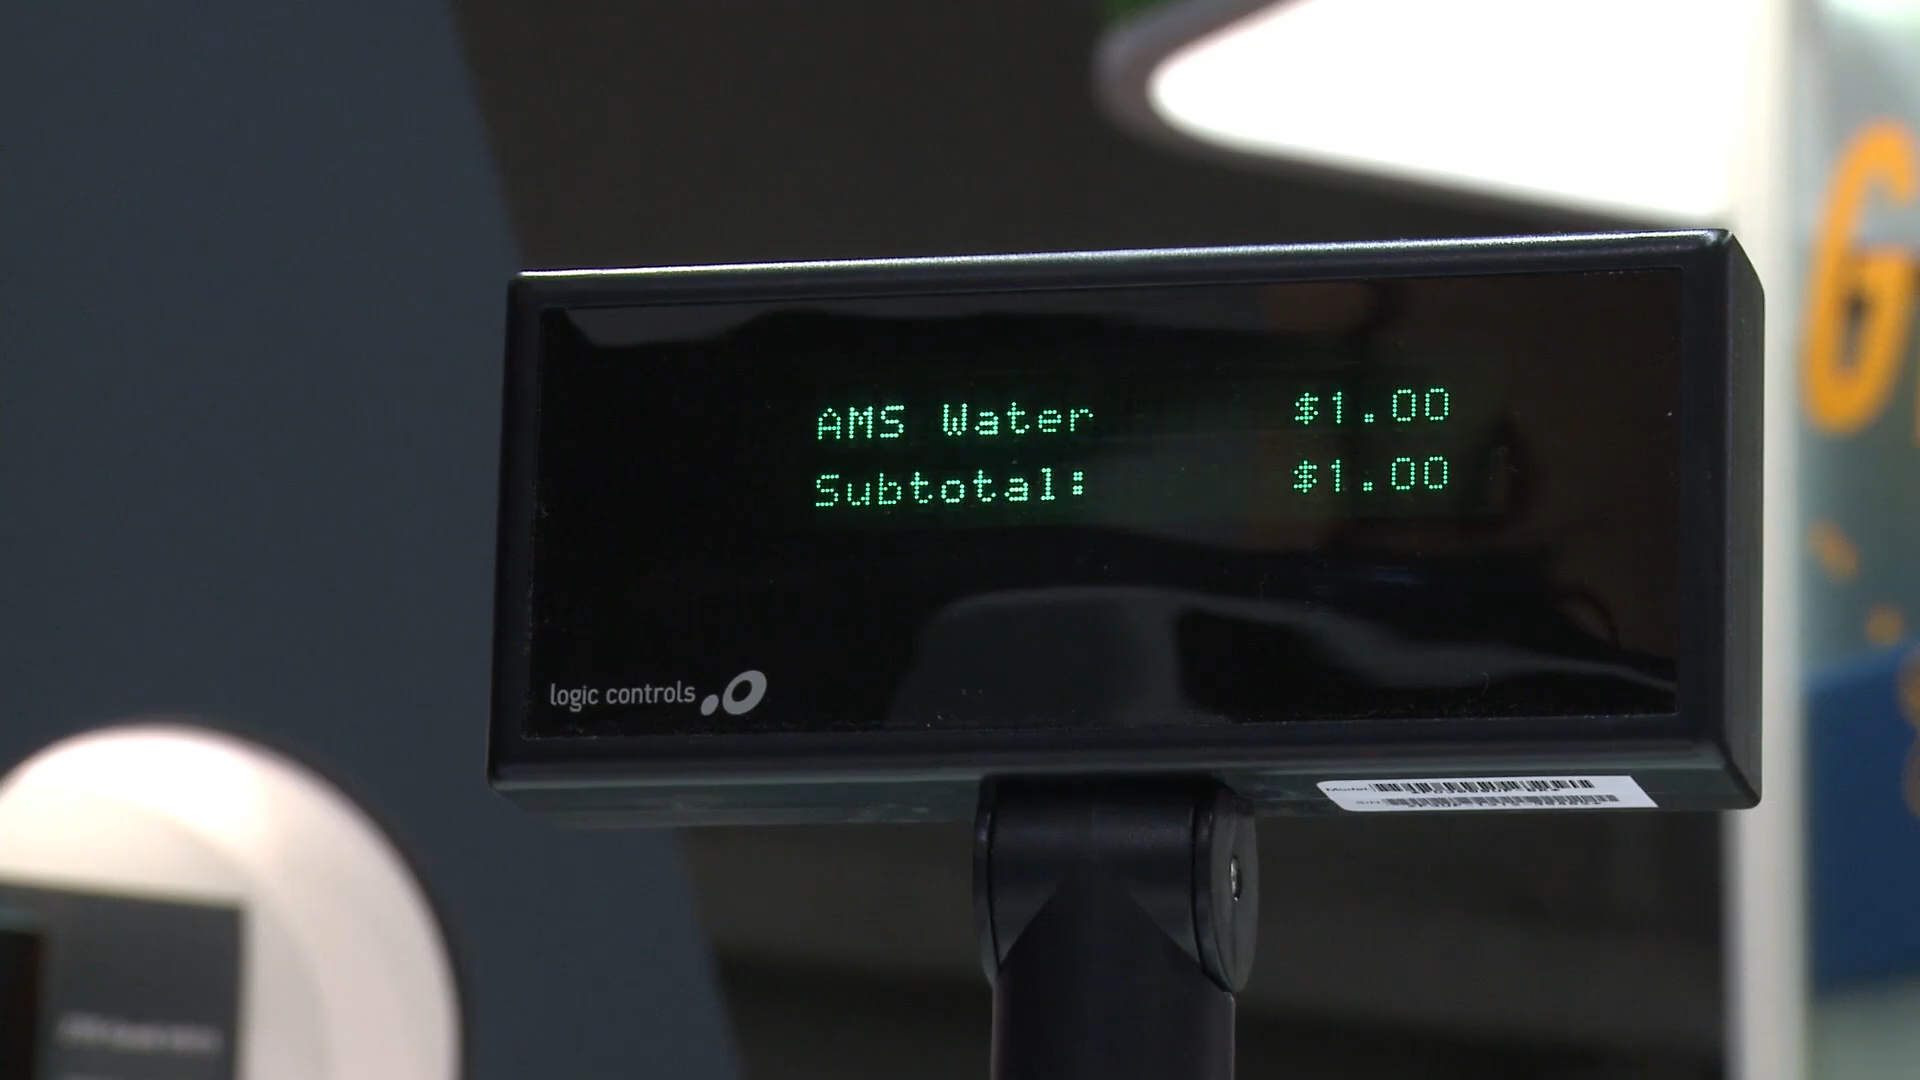 AMS Water $1.00
Subtotal: $1.00
logic controls